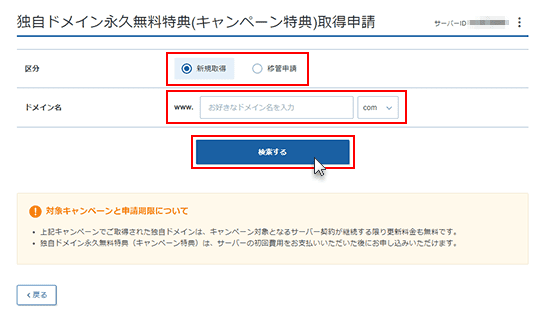 独自ドメイン永久無料特典(キャンペーン特典)取得申請
サーバーID
区分
新規取得
移管申請
ドメイン名
www.
お好きなドメイン名を入力
com
検索する
対象キャンペーンと申請期限について
• 上記キャンペーンでご取得された独自ドメインは、キャンペーン対象となるサーバー契約が継続する限り更新料金も無料です。
• 独自ドメイン永久無料特典（キャンペーン特典）は、サーバーの初回費用をお支払いいただいた後にお申し込みいただけます。
戻る